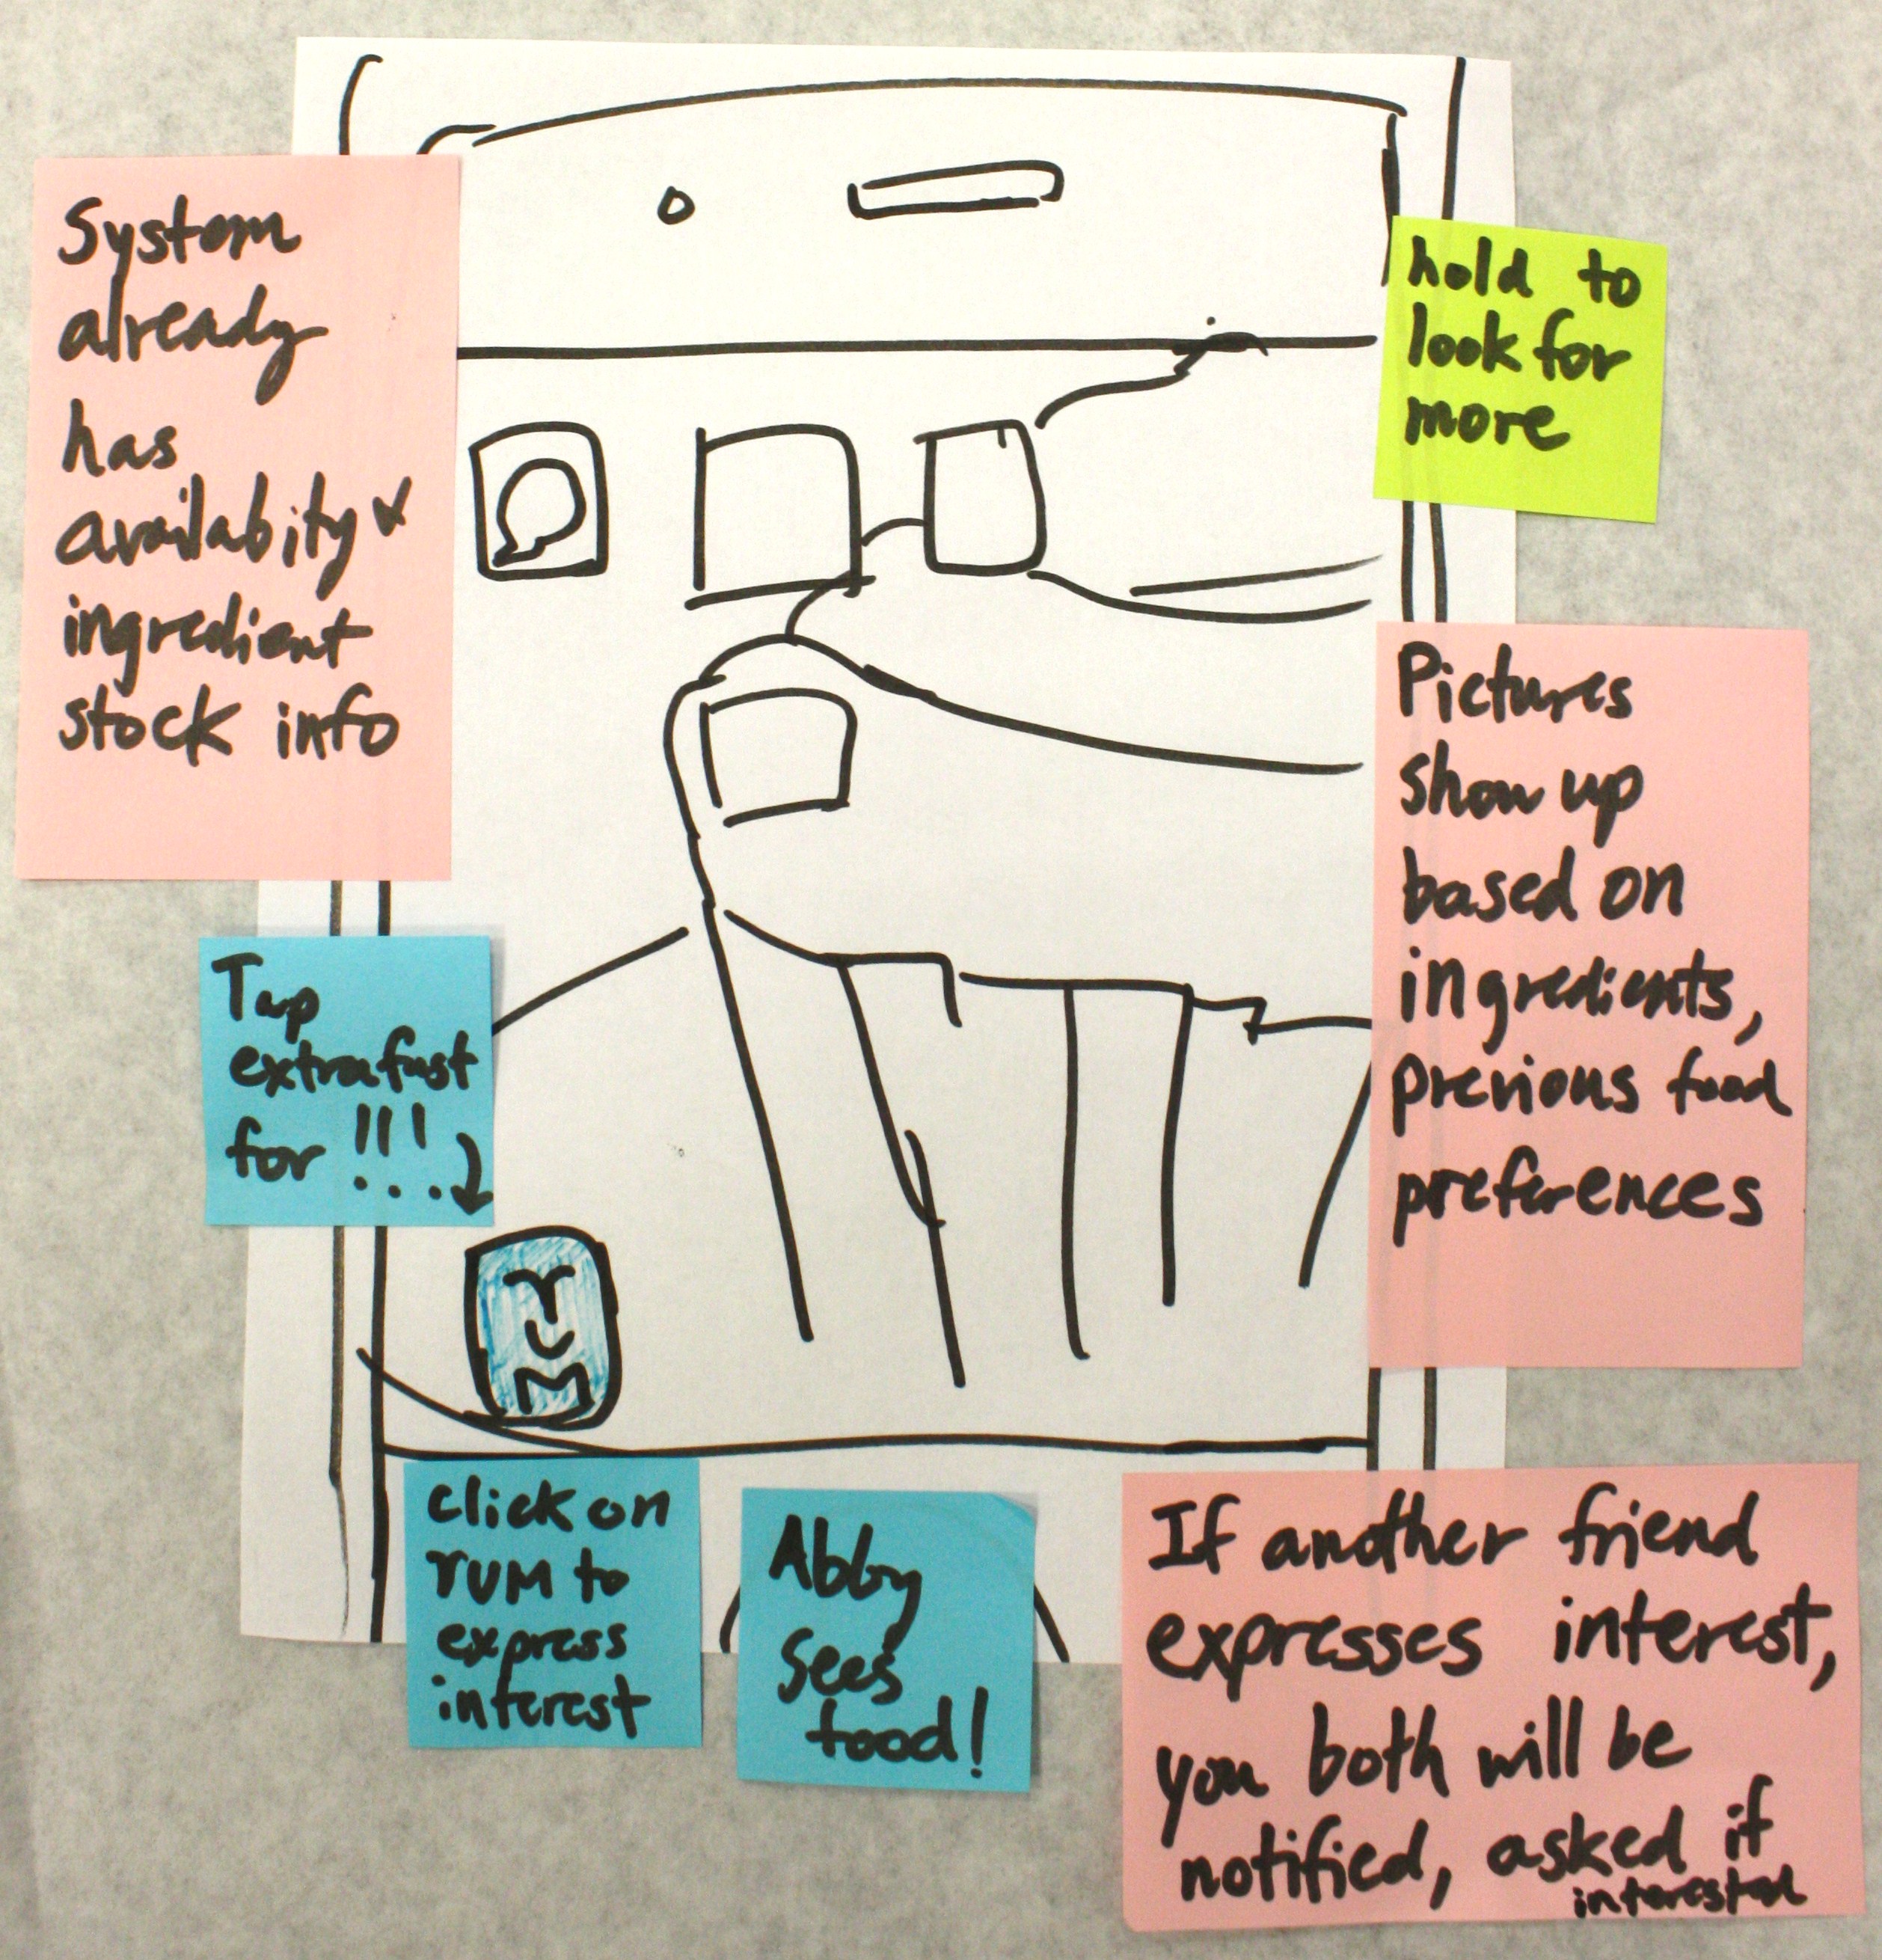 System
already
has
availabity &
ingredient
stock info
hold to
look for
more
Pictures
show up
based on
ingredients,
previous food
preferences
Tap
extra fast
for !!!
YUM
click on
YUM to
express
interest
Abby
sees
food!
If another friend
expresses interest,
you both will be
notified, asked if
interested